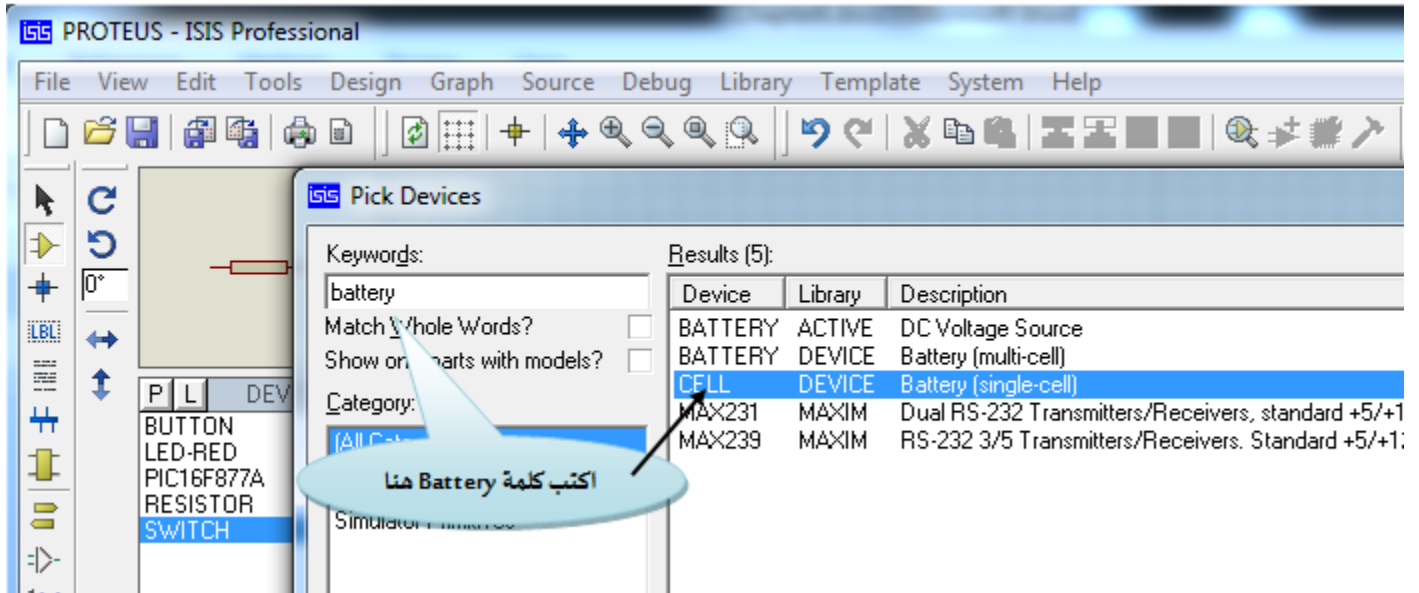 isis PROTEUS - ISIS Professional
File View Edit Tools Design Graph Source Debug Library Template System Help
isis Pick Devices
Keywords:
battery
Match Whole Words?
Show only parts with models?
Category:
Results (5):
Device Library Description
BATTERY ACTIVE DC Voltage Source
BATTERY DEVICE Battery (multi-cell)
CELL DEVICE Battery (single-cell)
MAX231 MAXIM Dual RS-232 Transmitters/Receivers, standard +5/+1
MAX239 MAXIM RS-232 3/5 Transmitters/Receivers. Standard +5/+12
اكتب كلمة Battery هنا
0°
LBL
P L DEV
BUTTON
LED-RED
PIC16F877A
RESISTOR
SWITCH